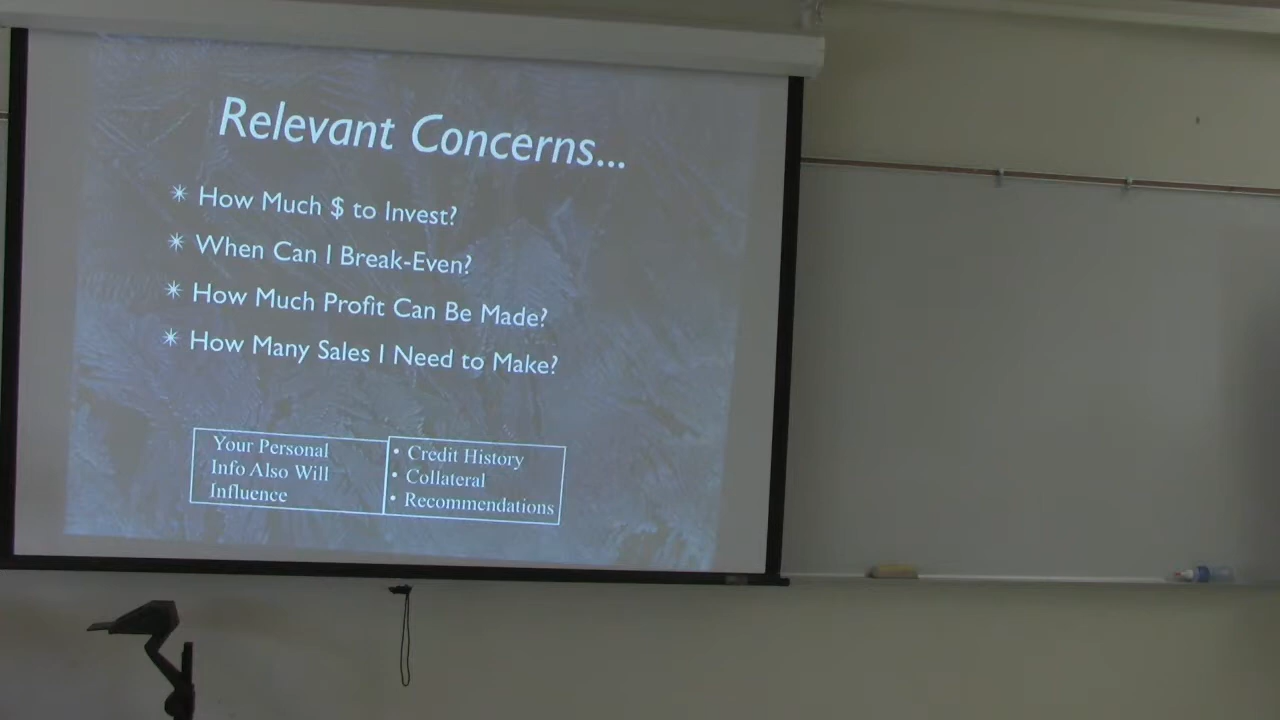 Relevant Concerns...
✴ How Much $ to Invest?
✴ When Can I Break-Even?
✴ How Much Profit Can Be Made?
✴ How Many Sales I Need to Make?
Your Personal
Info Also Will
Influence
• Credit History
• Collateral
• Recommendations